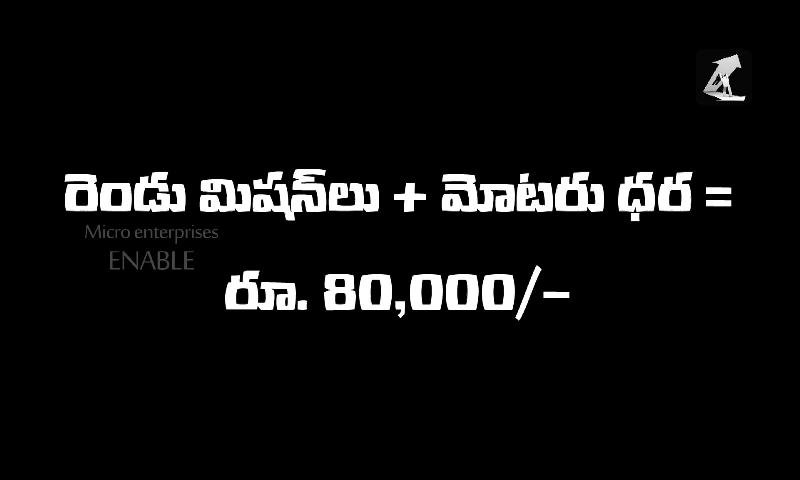 రెండు మిషన్‌లు + మోటరు ధర =
Micro enterprises
ENABLE
రూ. 80,000/-